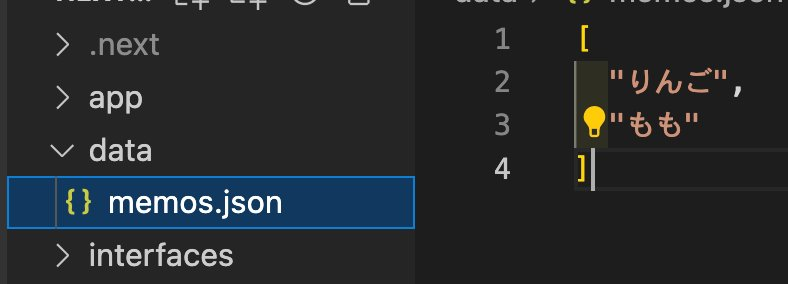 .next
app
data
{} memos.json
interfaces
1 [
2 "りんご",
3 "もも"
4 ]